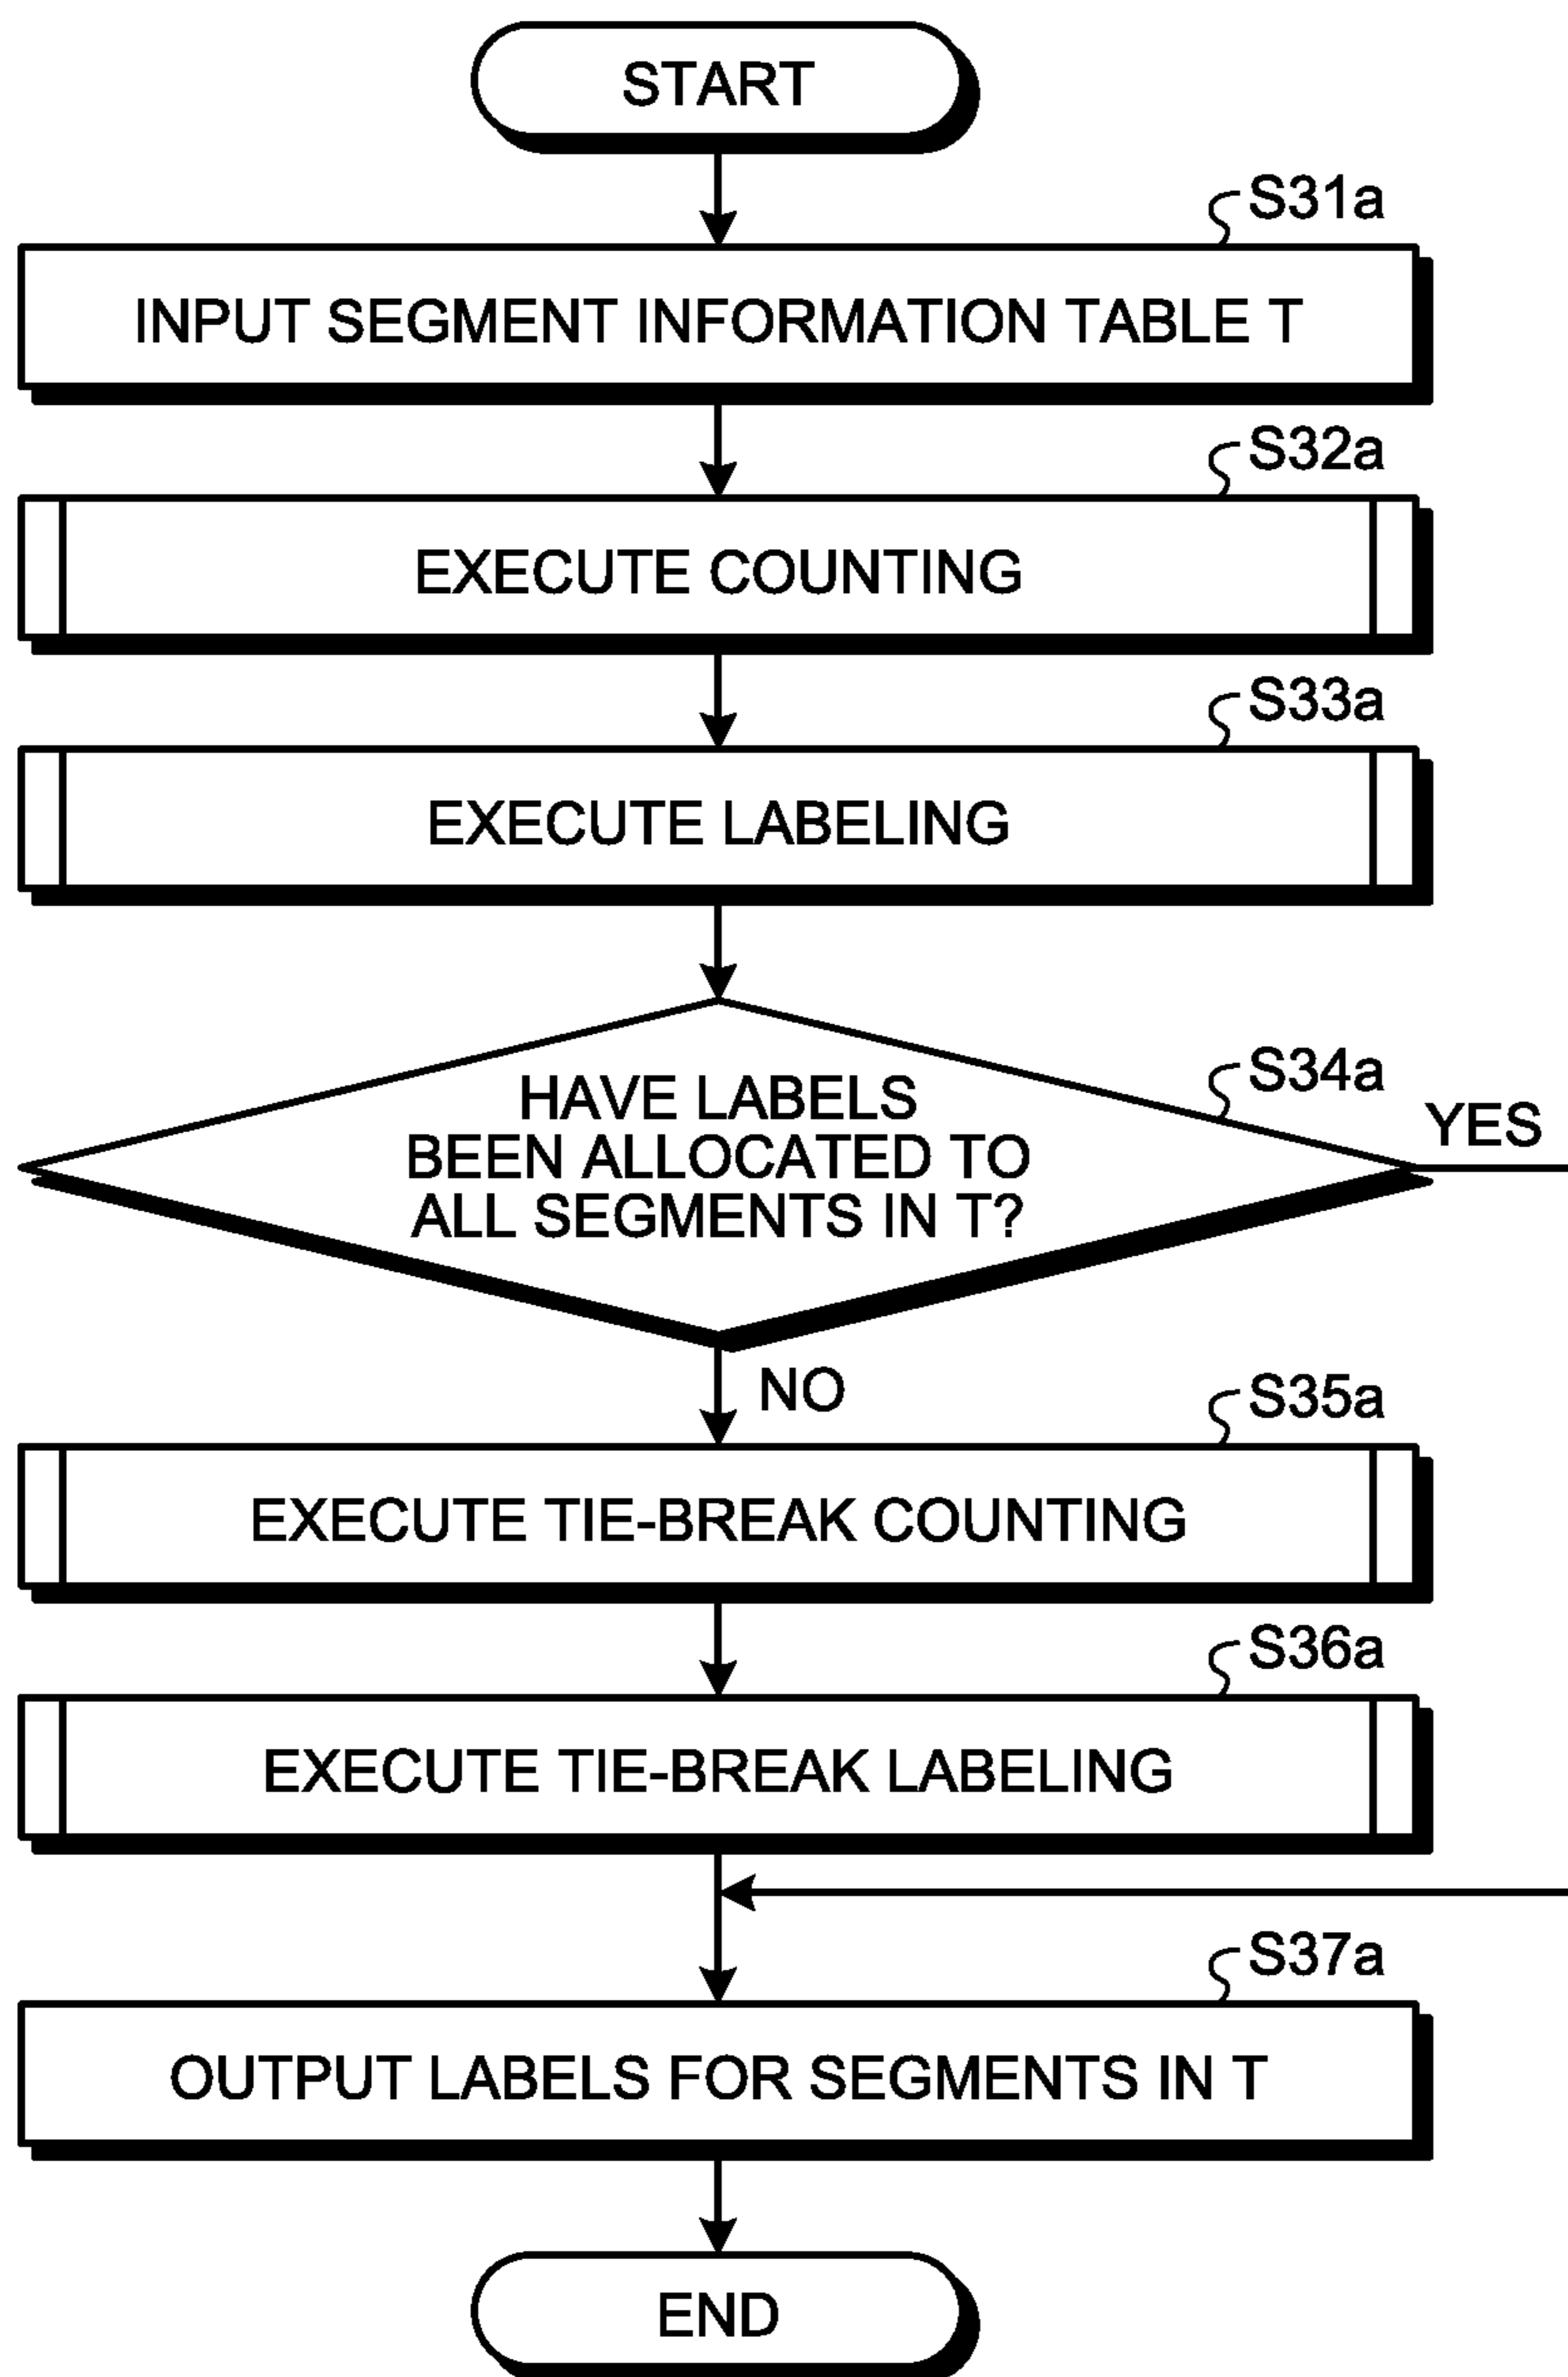 START
S31a
INPUT SEGMENT INFORMATION TABLE T
S32a
EXECUTE COUNTING
S33a
EXECUTE LABELING
S34a
HAVE LABELS
BEEN ALLOCATED TO
ALL SEGMENTS IN T?
YES
NO
S35a
EXECUTE TIE-BREAK COUNTING
S36a
EXECUTE TIE-BREAK LABELING
S37a
OUTPUT LABELS FOR SEGMENTS IN T
END